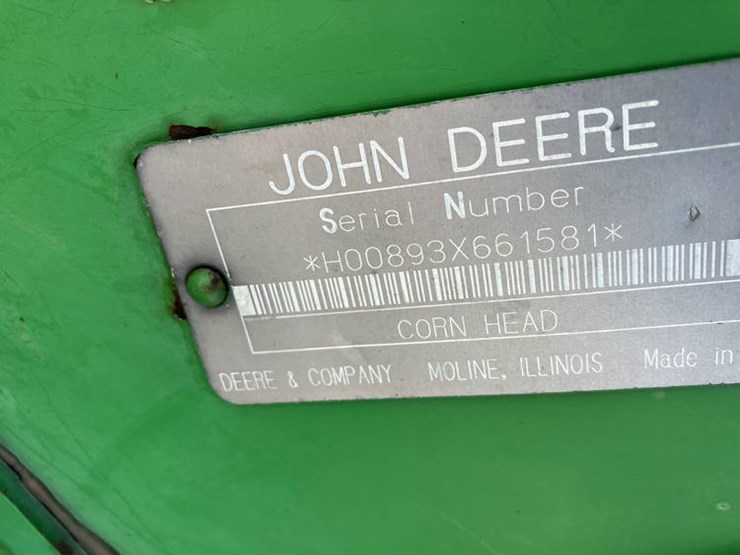 JOHN DEERE
Serial Number
*H00893X661581*
CORN HEAD
DEERE & COMPANY MOLINE, ILLINOIS Made in